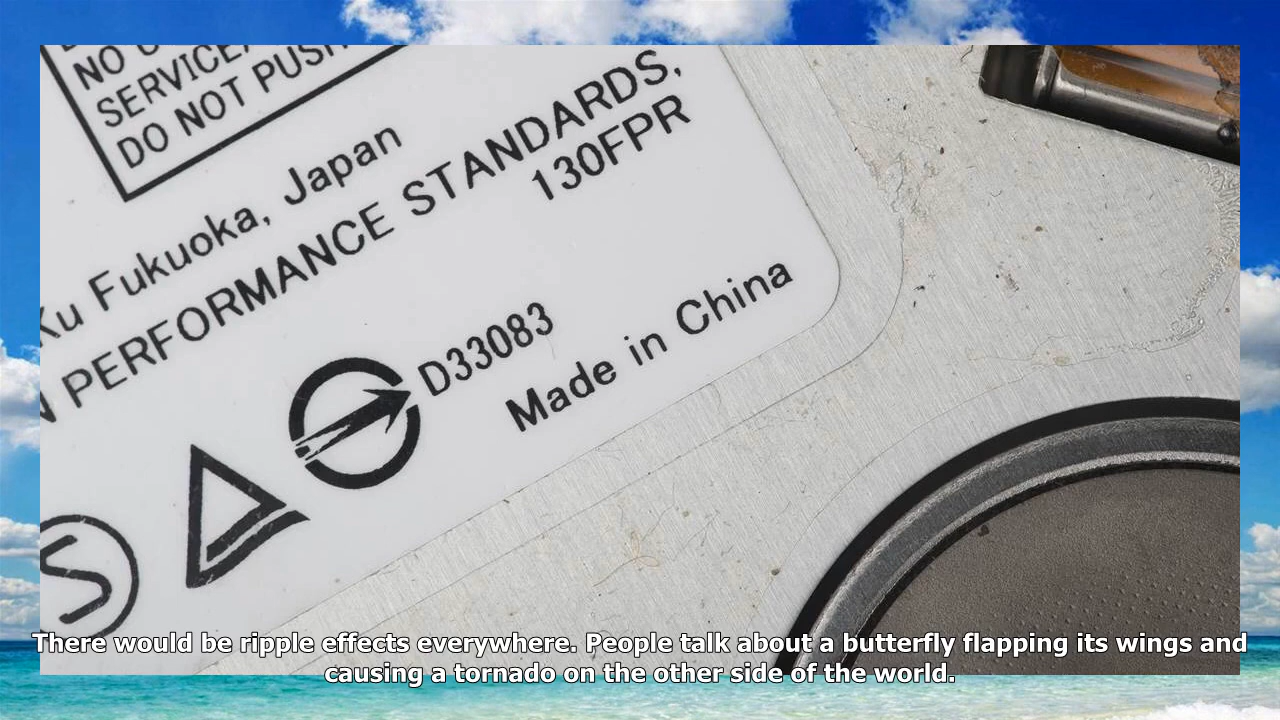 NO
SERVICE
DO NOT PUSH
Ku Fukuoka, Japan
PERFORMANCE STANDARDS,
130FPR
D33083
Made in China
S
There would be ripple effects everywhere. People talk about a butterfly flapping its wings and
causing a tornado on the other side of the world.